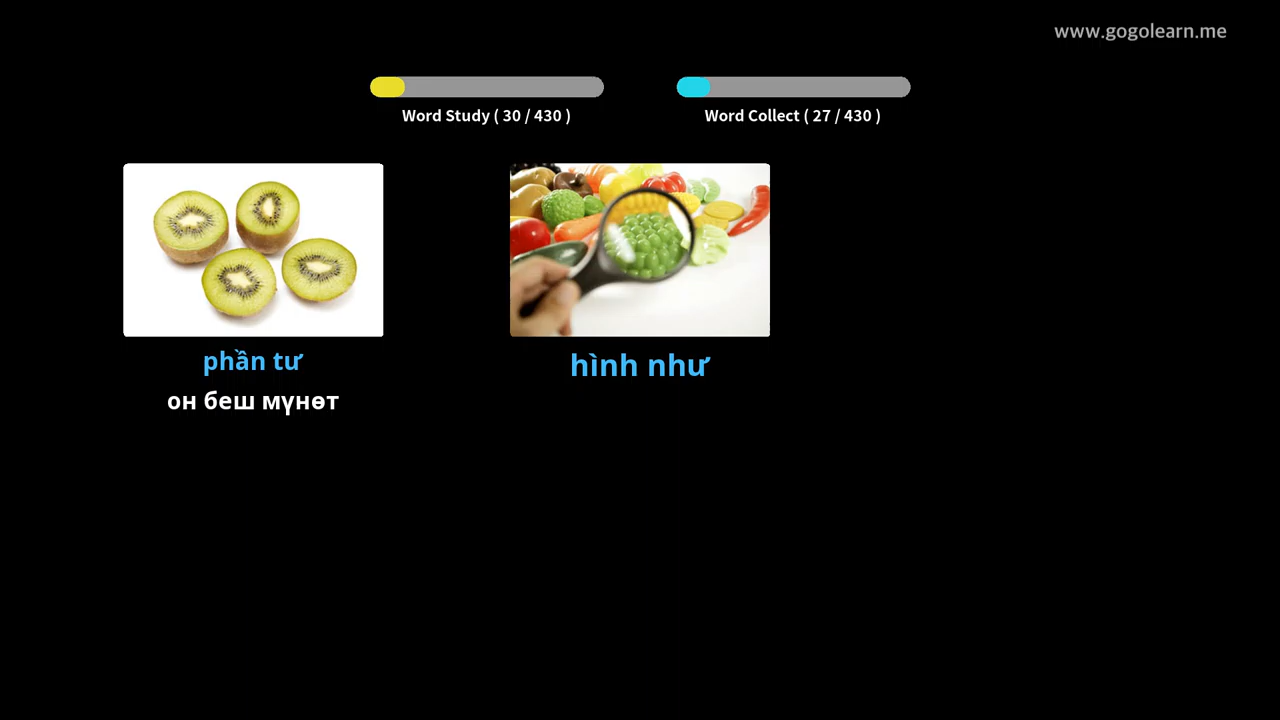 www.gogolearn.me
Word Study ( 30 / 430 )
Word Collect ( 27 / 430 )
phần tư
он беш мүнөт
hình như